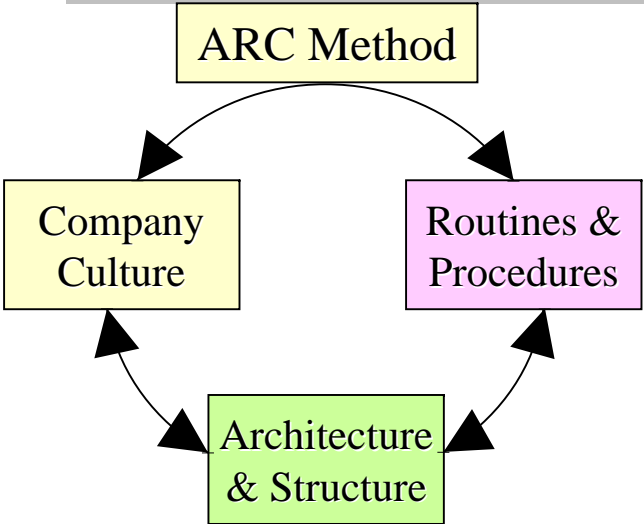 ARC Method
Company
Culture
Routines &
Procedures
Architecture
& Structure